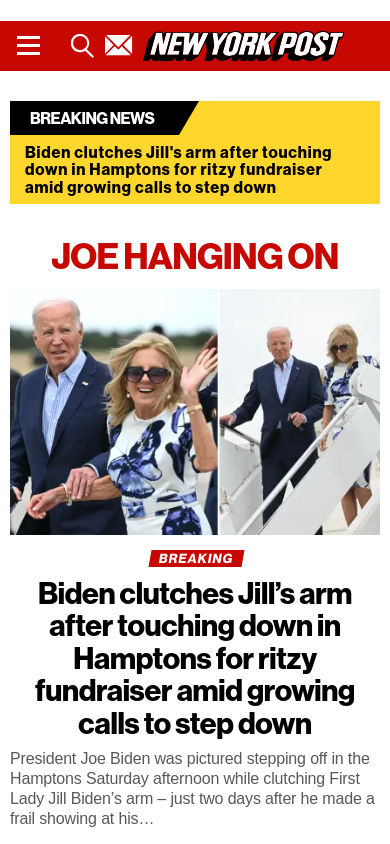 NEW YORK POST
BREAKING NEWS
Biden clutches Jill's arm after touching
down in Hamptons for ritzy fundraiser
amid growing calls to step down
JOE HANGING ON
BREAKING
Biden clutches Jill’s arm
after touching down in
Hamptons for ritzy
fundraiser amid growing
calls to step down
President Joe Biden was pictured stepping off in the
Hamptons Saturday afternoon while clutching First
Lady Jill Biden’s arm – just two days after he made a
frail showing at his…